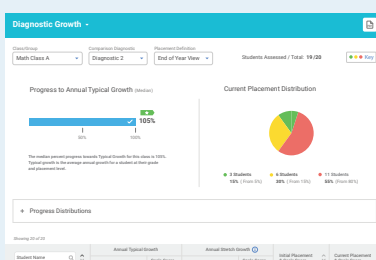 Diagnostic Growth
Class/Group
Comparison Diagnostic
Placement Definition
Math Class A
Diagnostic 2
End of Year View
Students Assessed / Total: 19 /20
Key
Progress to Annual Typical Growth (Median)
Current Placement Distribution
105%
50%
100%
The median percent progress towards Typical Growth for this class is 105%.
Typical growth is the average annual growth for a student at their grade
and placement level.
3 Students
6 Students
11 Students
15% (From 5%)
30% (From 15%)
55% (From 80%)
+ Progress Distributions
Showing 20 of 20
Annual Typical Growth
Annual Stretch Growth
Student Name
Initial Placement
Current Placement